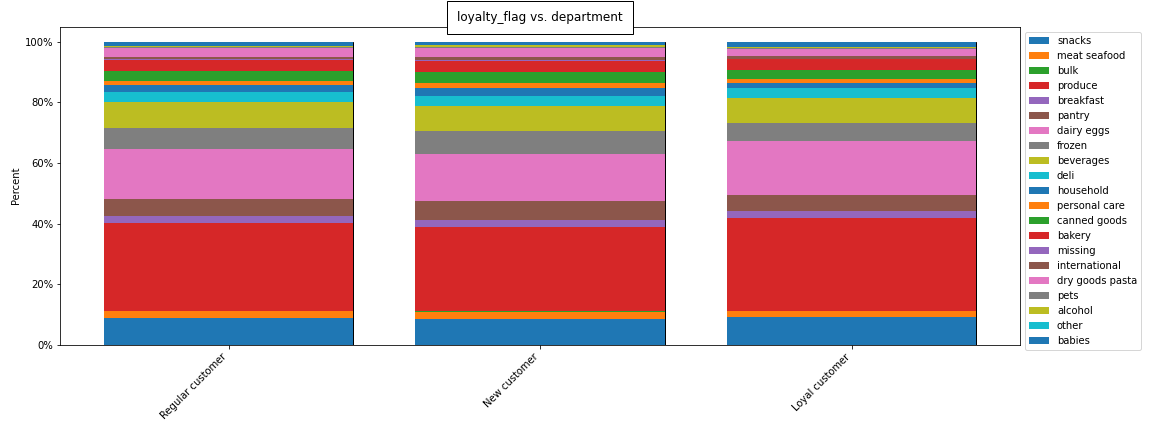 loyalty_flag vs. department
100%
80%
60%
40%
20%
0%
Percent
Regular customer
New customer
Loyal customer
snacks
meat seafood
bulk
produce
breakfast
pantry
dairy eggs
frozen
beverages
deli
household
personal care
canned goods
bakery
missing
international
dry goods pasta
pets
alcohol
other
babies